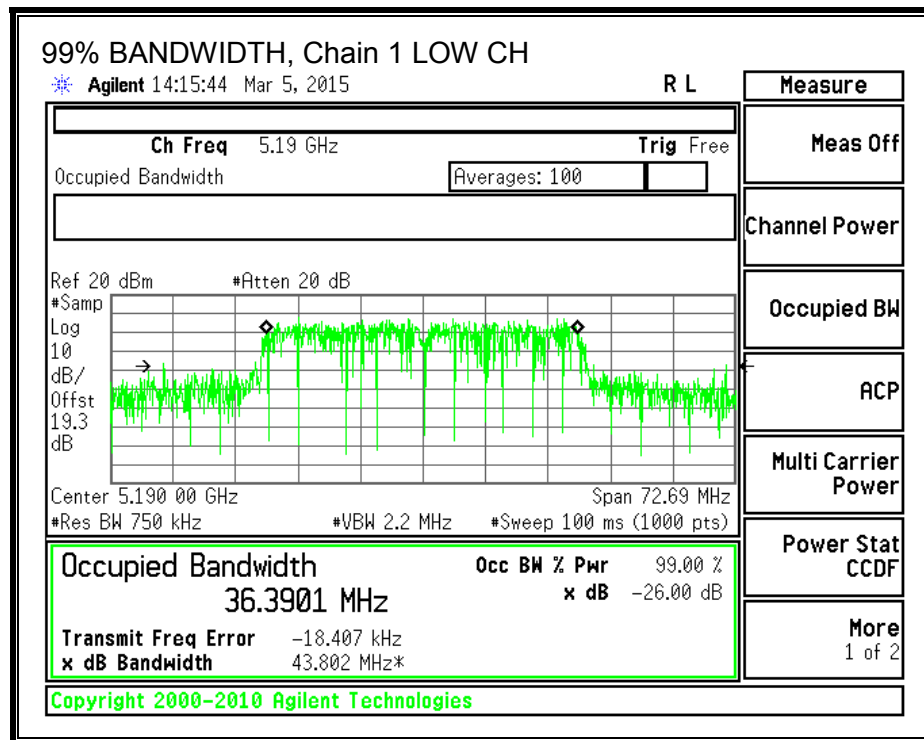 99% BANDWIDTH, Chain 1 LOW CH
Agilent 14:15:44 Mar 5, 2015 R L
Measure
Ch Freq 5.19 GHz Trig Free
Meas Off
Occupied Bandwidth Averages: 100
Channel Power
Ref 20 dBm #Atten 20 dB
#Samp
Log
10
dB/
Offst
19.3
dB
Occupied BW
ACP
Multi Carrier
Power
Center 5.190 00 GHz Span 72.69 MHz
#Res BW 750 kHz #VBW 2.2 MHz #Sweep 100 ms (1000 pts)
Power Stat
CCDF
Occupied Bandwidth Occ BW % Pwr 99.00 %
36.3901 MHz x dB -26.00 dB
Transmit Freq Error -18.407 kHz
x dB Bandwidth 43.802 MHz*
More
1 of 2
Copyright 2000-2010 Agilent Technologies